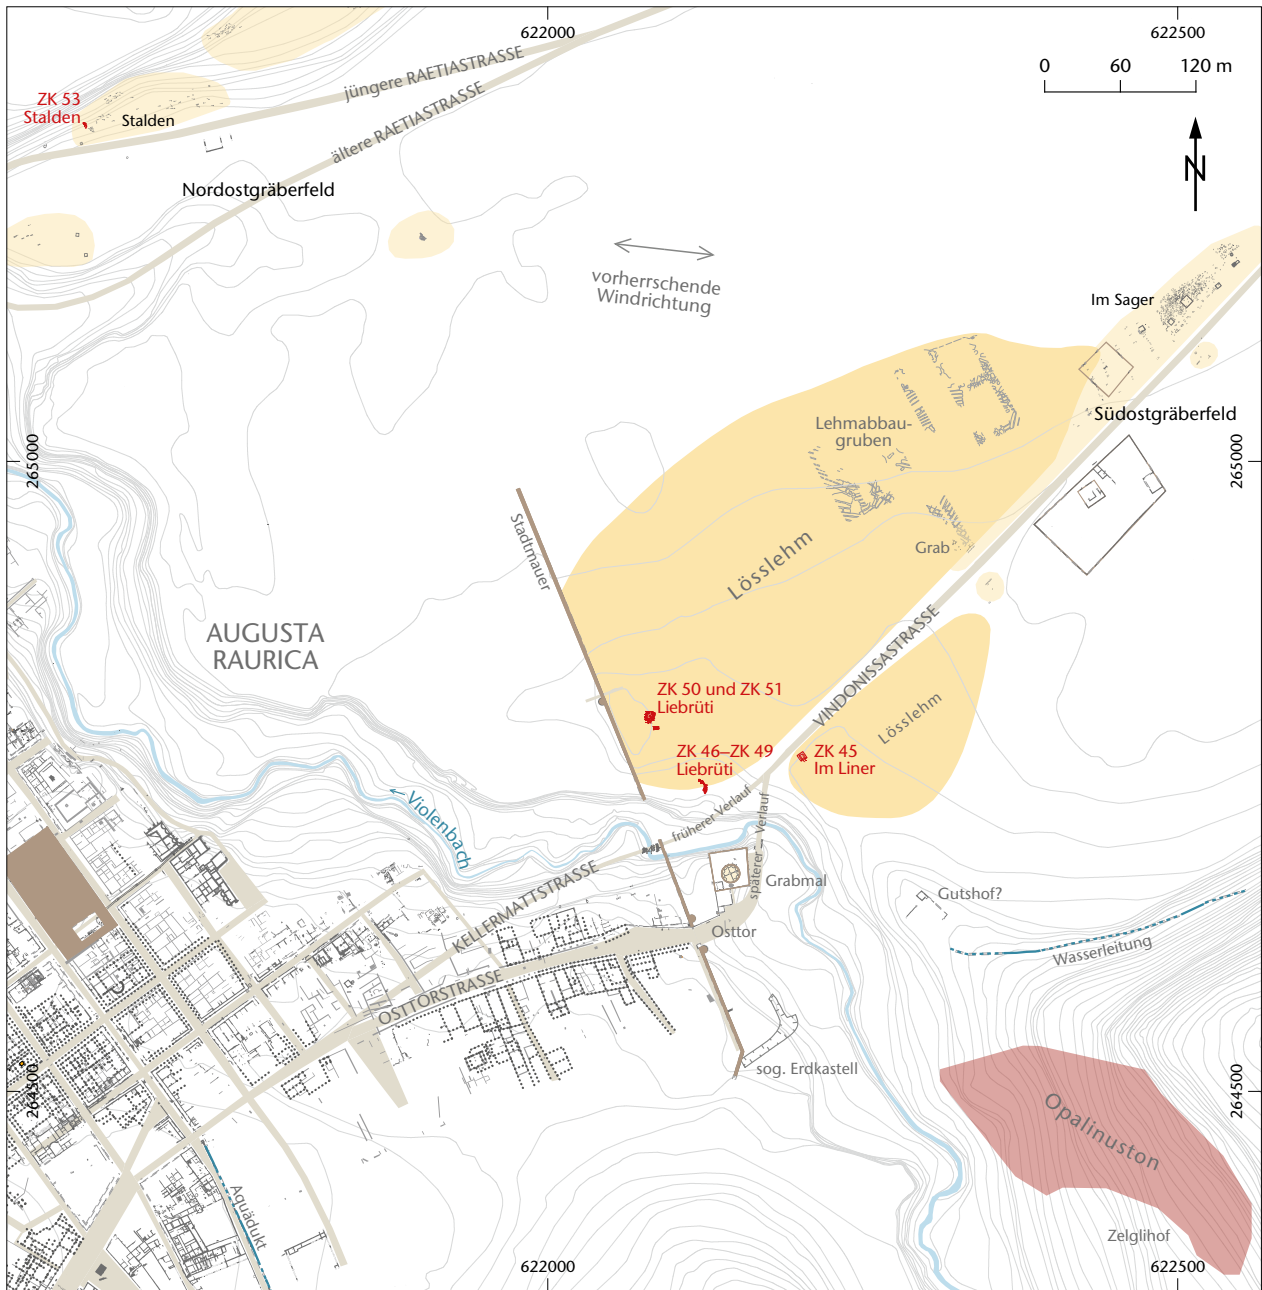 622000
622500
0 60 120 m
N
jüngere RAETIASTRASSE
ältere RAETIASTRASSE
ZK 53
Stalden
Stalden
Nordostgräberfeld
vorherrschende
Windrichtung
Im Sager
Südostgräberfeld
Lehmabbau-
gruben
265000
265000
Stadtmauer
Grab
Lösslehm
AUGUSTA
RAURICA
VINDONISSASTRASSE
ZK 50 und ZK 51
Liebrüti
Lösslehm
ZK 46–ZK 49
Liebrüti
ZK 45
Im Liner
früherer Verlauf
späterer Verlauf
← Violenbach
KELLERMATTSTRASSE
Grabmal
Gutshof?
Osttor
Wasserleitung
OSTTORSTRASSE
sog. Erdkastell
264500
264500
Opalinuston
Aquädukt
Zelglihof
622000
622500